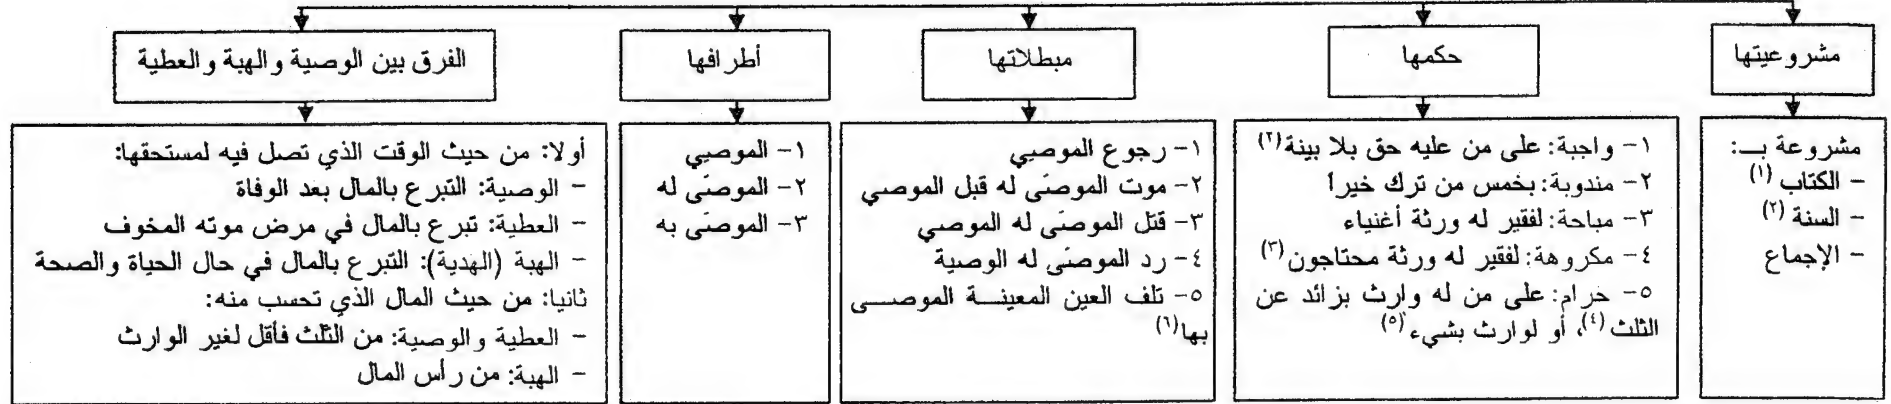 مشروعيتها
مشروعة بـــ:
- الكتاب (١)
- السنة (٢)
- الإجماع
حكمها
١- واجبة: على من عليه حق بلا بينة (٢)
٢- مندوبة: بخمس من ترك خيراً
٣- مباحة: لفقير له ورثة أغنياء
٤- مكروهة: لفقير له ورثة محتاجون (٣)
٥- حرام: على من له وارث بزائد عن
الثلث (٤)، أو لوارث بشيء (٥)
مبطلاتها
١- رجوع الموصي
٢- موت الموصَى له قبل الموصي
٣- قتل الموصَى له الموصي
٤- رد الموصَى له الوصية
٥- تلف العين المعينــة الموصــــى
بها (٦)
أطرافها
١- الموصي
٢- الموصَى له
٣- الموصَى به
الفرق بين الوصية والهبة والعطية
أولا: من حيث الوقت الذي تصل فيه لمستحقها:
- الوصية: التبرع بالمال بعد الوفاة
- العطية: تبرع بالمال في مرض موته المخوف
- الهبة (الهدية): التبرع بالمال في حال الحياة والصحة
ثانيا: من حيث المال الذي تحسب منه:
- العطية والوصية: من الثلث فأقل لغير الوارث
- الهبة: من رأس المال